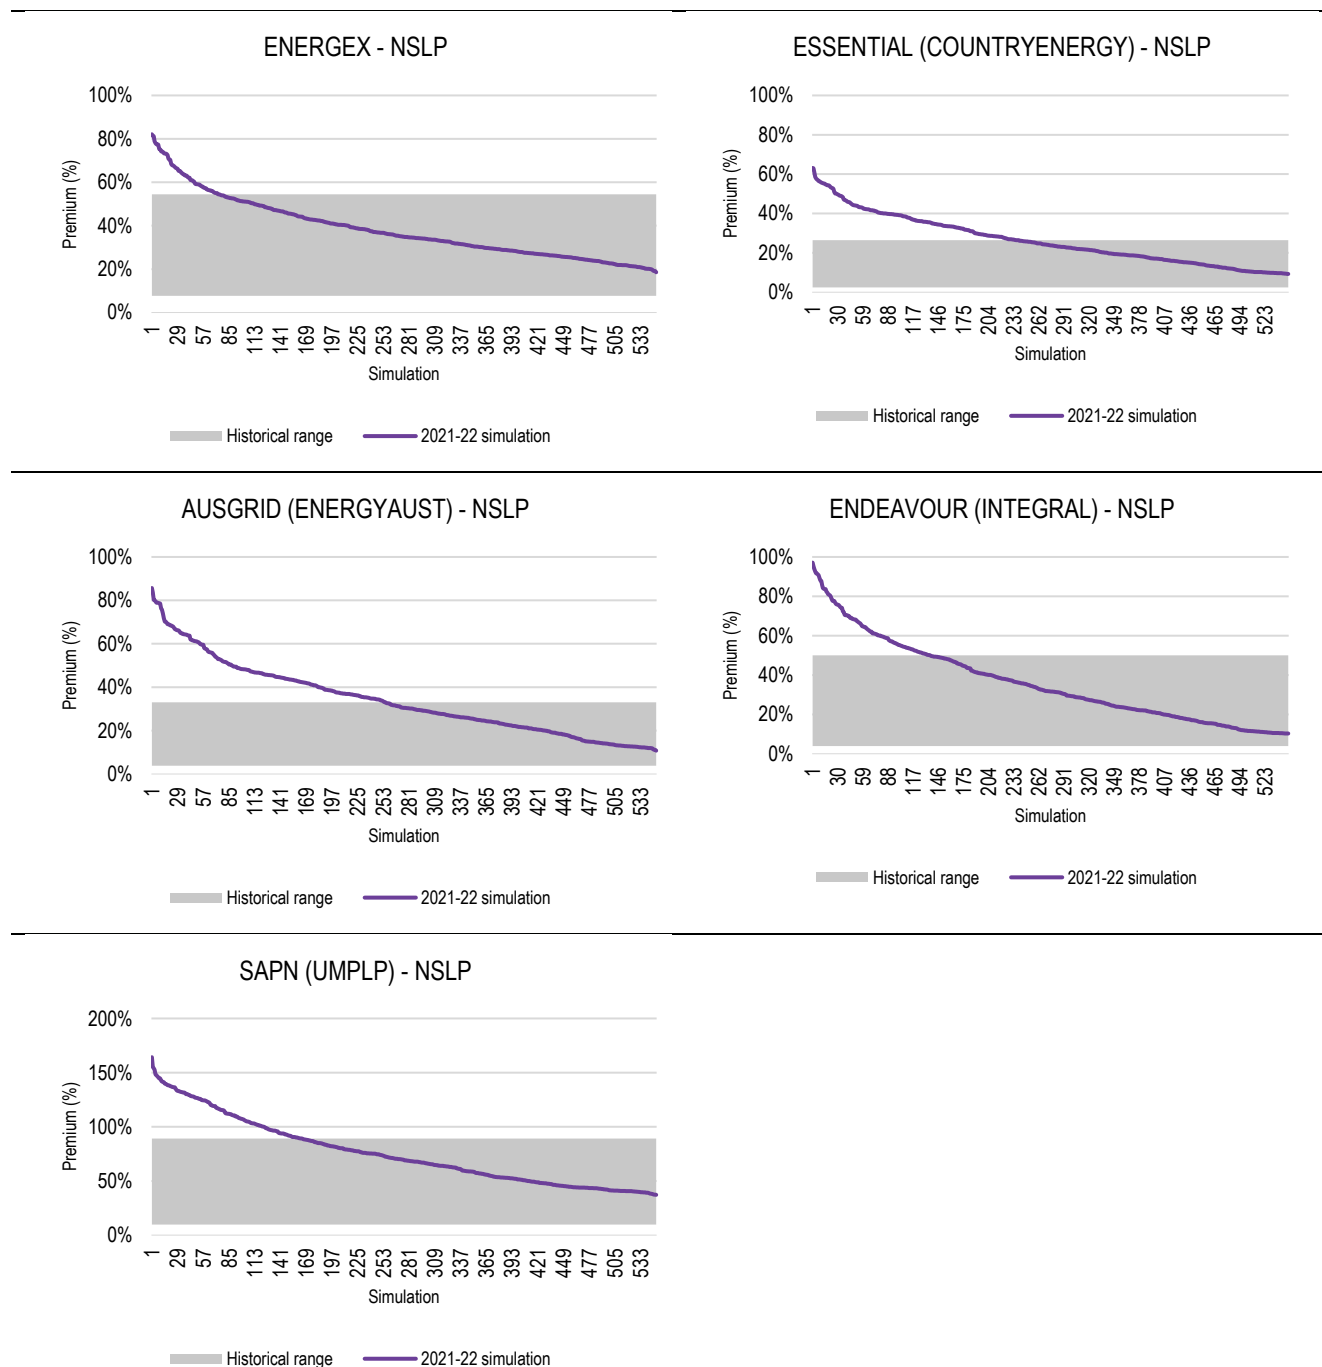 ENERGEX - NSLP
100%
80%
60%
40%
20%
0%
Premium (%)
1 29 57 85 113 141 169 197 225 253 281 309 337 365 393 421 449 477 505 533
Simulation
Historical range 2021-22 simulation
ESSENTIAL (COUNTRYENERGY) - NSLP
100%
80%
60%
40%
20%
0%
Premium (%)
1 30 59 88 117 146 175 204 233 262 291 320 349 378 407 436 465 494 523
Simulation
Historical range 2021-22 simulation
AUSGRID (ENERGYAUST) - NSLP
100%
80%
60%
40%
20%
0%
Premium (%)
1 29 57 85 113 141 169 197 225 253 281 309 337 365 393 421 449 477 505 533
Simulation
Historical range 2021-22 simulation
ENDEAVOUR (INTEGRAL) - NSLP
100%
80%
60%
40%
20%
0%
Premium (%)
1 30 59 88 117 146 175 204 233 262 291 320 349 378 407 436 465 494 523
Simulation
Historical range 2021-22 simulation
SAPN (UMPLP) - NSLP
200%
150%
100%
50%
0%
Premium (%)
1 29 57 85 113 141 169 197 225 253 281 309 337 365 393 421 449 477 505 533
Simulation
Historical range 2021-22 simulation